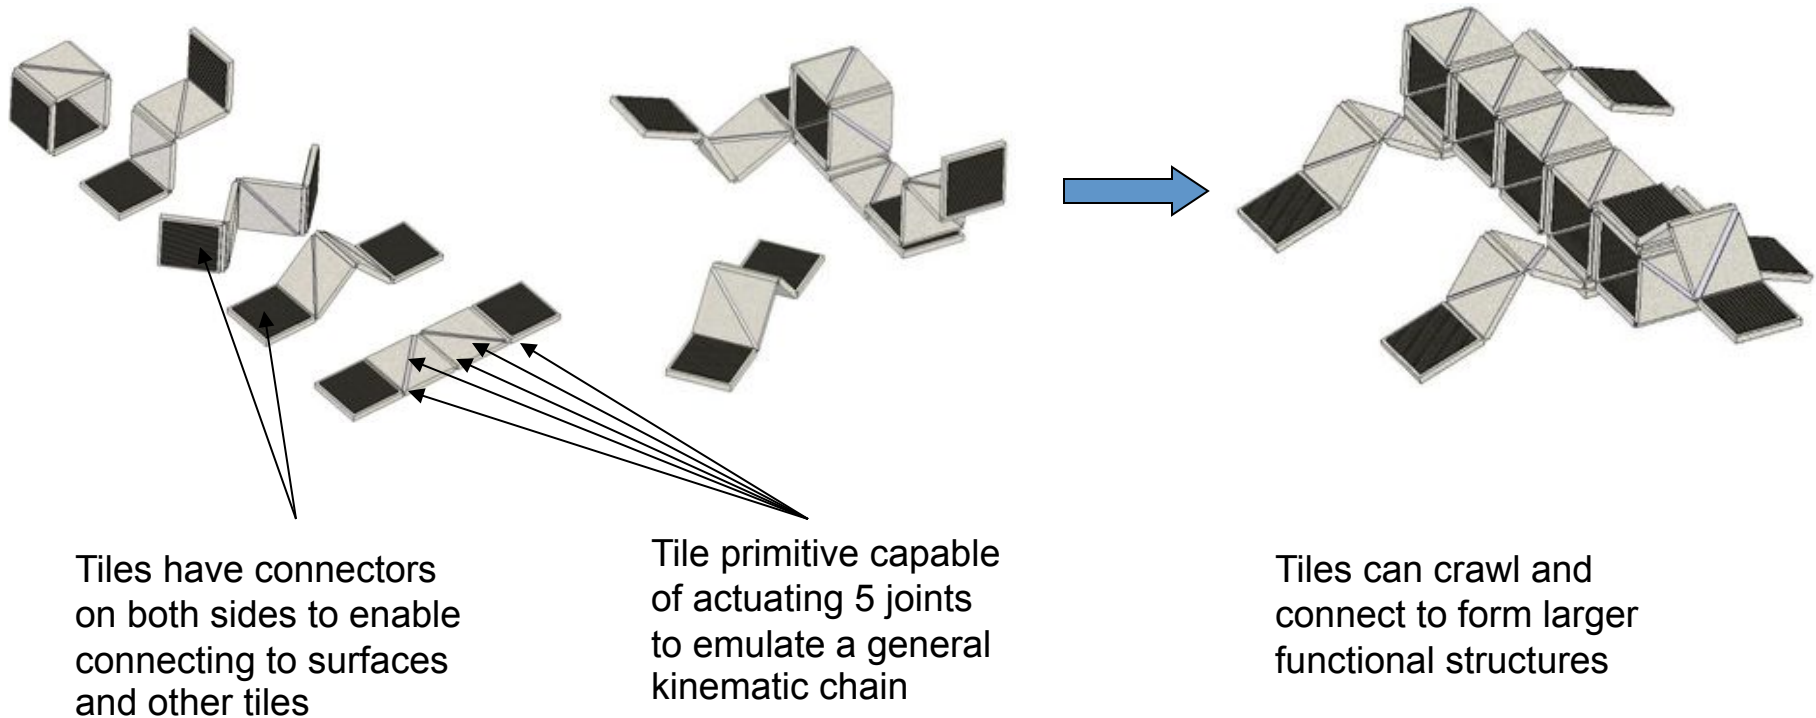 Tiles have connectors
on both sides to enable
connecting to surfaces
and other tiles
Tile primitive capable
of actuating 5 joints
to emulate a general
kinematic chain
Tiles can crawl and
connect to form larger
functional structures